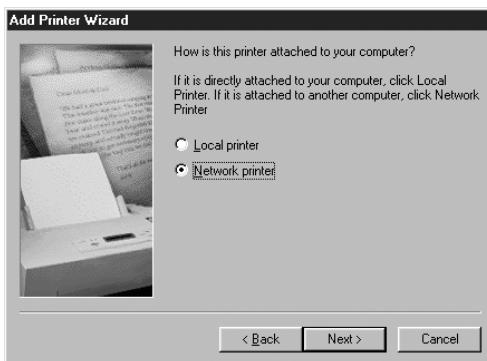 Add Printer Wizard
How is this printer attached to your computer?
If it is directly attached to your computer, click Local
Printer. If it is attached to another computer, click Network
Printer
Local printer
Network printer
< Back
Next >
Cancel